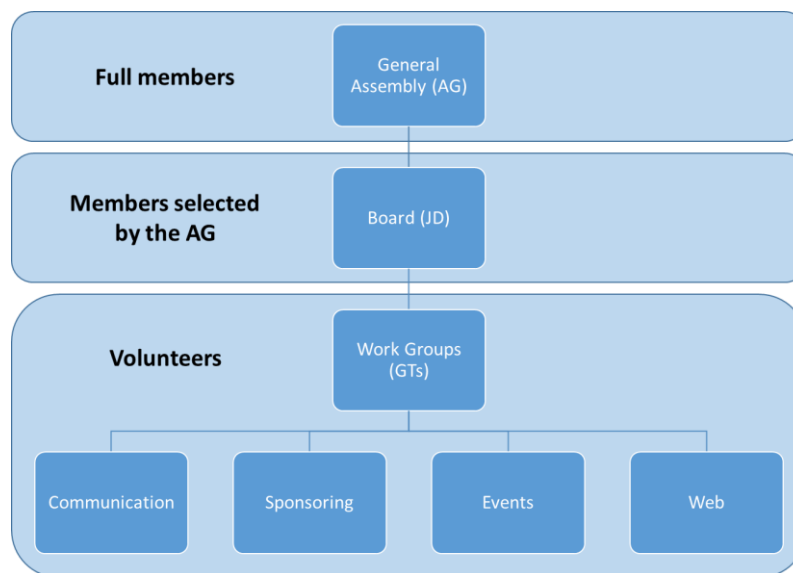 Full members
General
Assembly (AG)
Members selected
by the AG
Board (JD)
Volunteers
Work Groups
(GTs)
Communication
Sponsoring
Events
Web